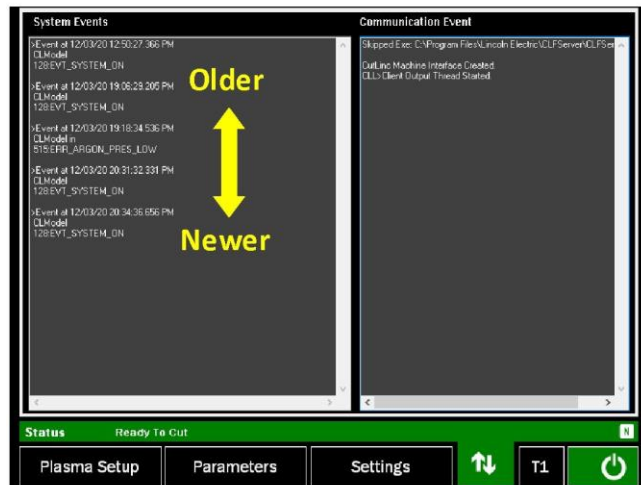 System Events
>Event at 12/03/20 12:50:27.366 PM
CLModel
128:EVT_SYSTEM_ON
>Event at 12/03/20 19:06:29.205 PM
CLModel
128:EVT_SYSTEM_ON
>Event at 12/03/20 19:18:34.536 PM
CLModel in
515:ERR_ARGON_PRES_LOW
>Event at 12/03/20 20:31:32.331 PM
CLModel
128:EVT_SYSTEM_ON
>Event at 12/03/20 20:34:36.656 PM
CLModel
128:EVT_SYSTEM_ON
Older
Newer
Communication Event
Skipped Exe: C:\Program Files\Lincoln Electric\CLFServer\CLFSer
CutLinc Machine Interface Created.
CLL> Client Output Thread Started.
Status Ready To Cut N
Plasma Setup Parameters Settings T1